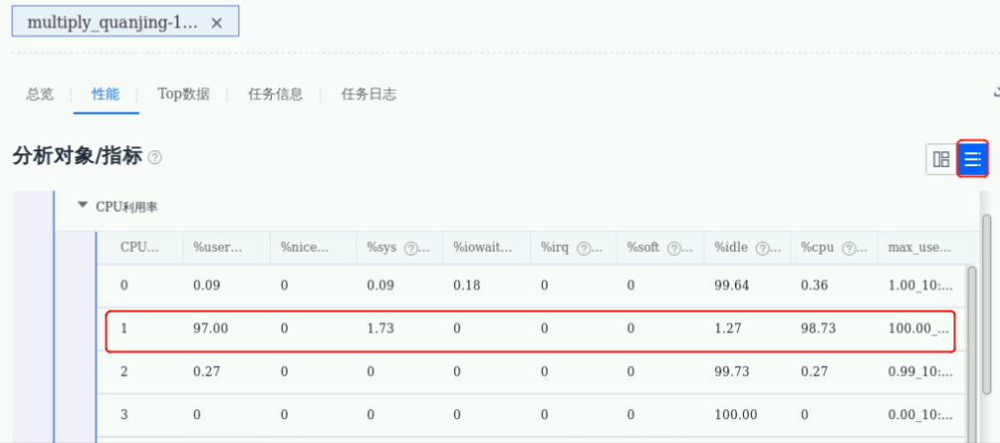 multiply_quanjing-1... ×
总览 性能 Top数据 任务信息 任务日志
分析对象/指标
CPU利用率
CPU... %user... %nice... %sys ... %iowait... %irq ... %soft ... %idle ... %cpu ... max_use...
0 0.09 0 0.09 0.18 0 0 99.64 0.36 1.00_10:...
1 97.00 0 1.73 0 0 0 1.27 98.73 100.00_...
2 0.27 0 0 0 0 0 99.73 0.27 0.99_10:...
3 0 0 0 0 0 0 100.00 0 0.00_10:...